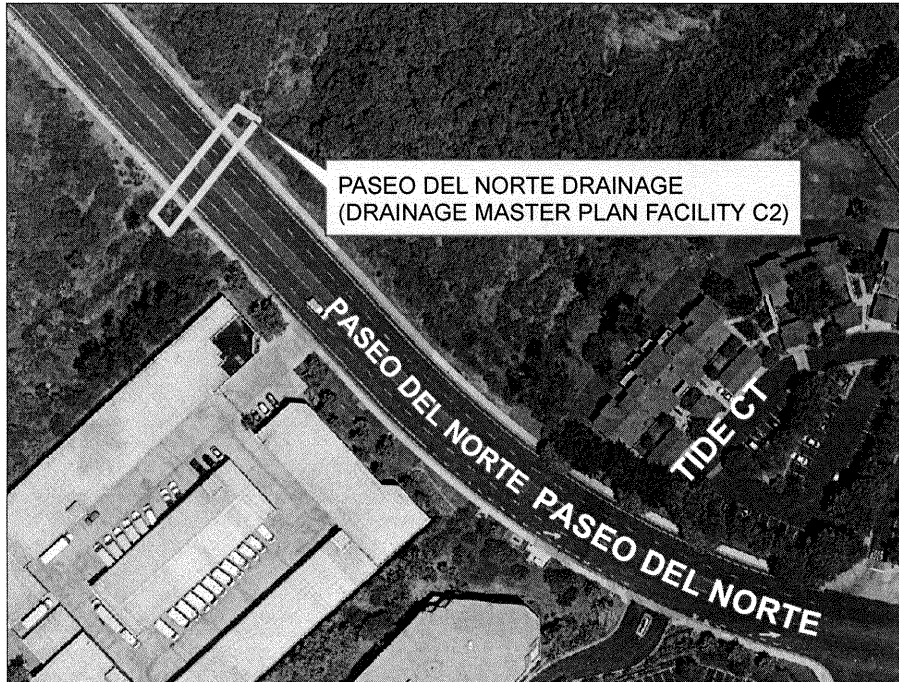 PASEO DEL NORTE DRAINAGE
(DRAINAGE MASTER PLAN FACILITY C2)
PASEO DEL NORTE
PASEO DEL NORTE
TIDE CT